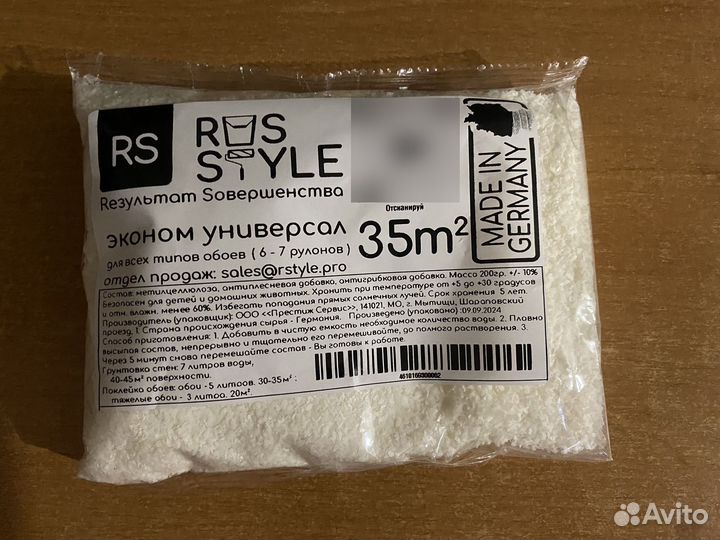 RS
RUS
STYLE
Rезультат Sовершенства
Отсканируй
MADE IN
GERMANY
эконом универсал
для всех типов обоев ( 6 - 7 рулонов )
35m²
отдел продаж: sales@rstyle.pro
Состав: метилцеллюлоза, антиплесневая добавка, антигрибковая добавка. Масса 200гр. +/- 10%
Безопасен для детей и домашних животных. Хранить при температуре от +5 до +30 градусов
и отн. влажн. менее 60%. Избегать попадания прямых солнечных лучей. Срок хранения 5 лет.
Производитель (упаковщик): ООО <<Престиж Сервис>>, 141021, МО, г. Мытищи, Шараповский
проезд, 1. Страна происхождения сырья - Германия. Произведено (упаковано) :09.09.2024
Способ приготовления: 1. Добавить в чистую емкость необходимое количество воды. 2. Плавно
высыпая состав, непрерывно и тщательно его перемешивайте, до полного растворения. 3.
Через 5 минут снова перемешайте состав - Вы готовы к работе.
Грунтовка стен: 7 литров воды,
40-45м² поверхности.
Поклейка обоев: обои - 5 литров. 30-35м² ;
тяжелые обои - 3 литра. 20м².
4610160300002
Avito